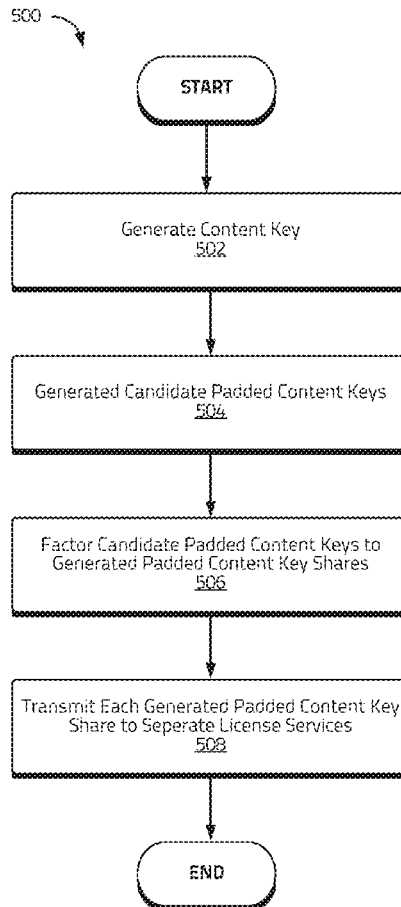 500
START
Generate Content Key
502
Generated Candidate Padded Content Keys
504
Factor Candidate Padded Content Keys to
Generated Padded Content Key Shares
506
Transmit Each Generated Padded Content Key
Share to Seperate License Services
508
END